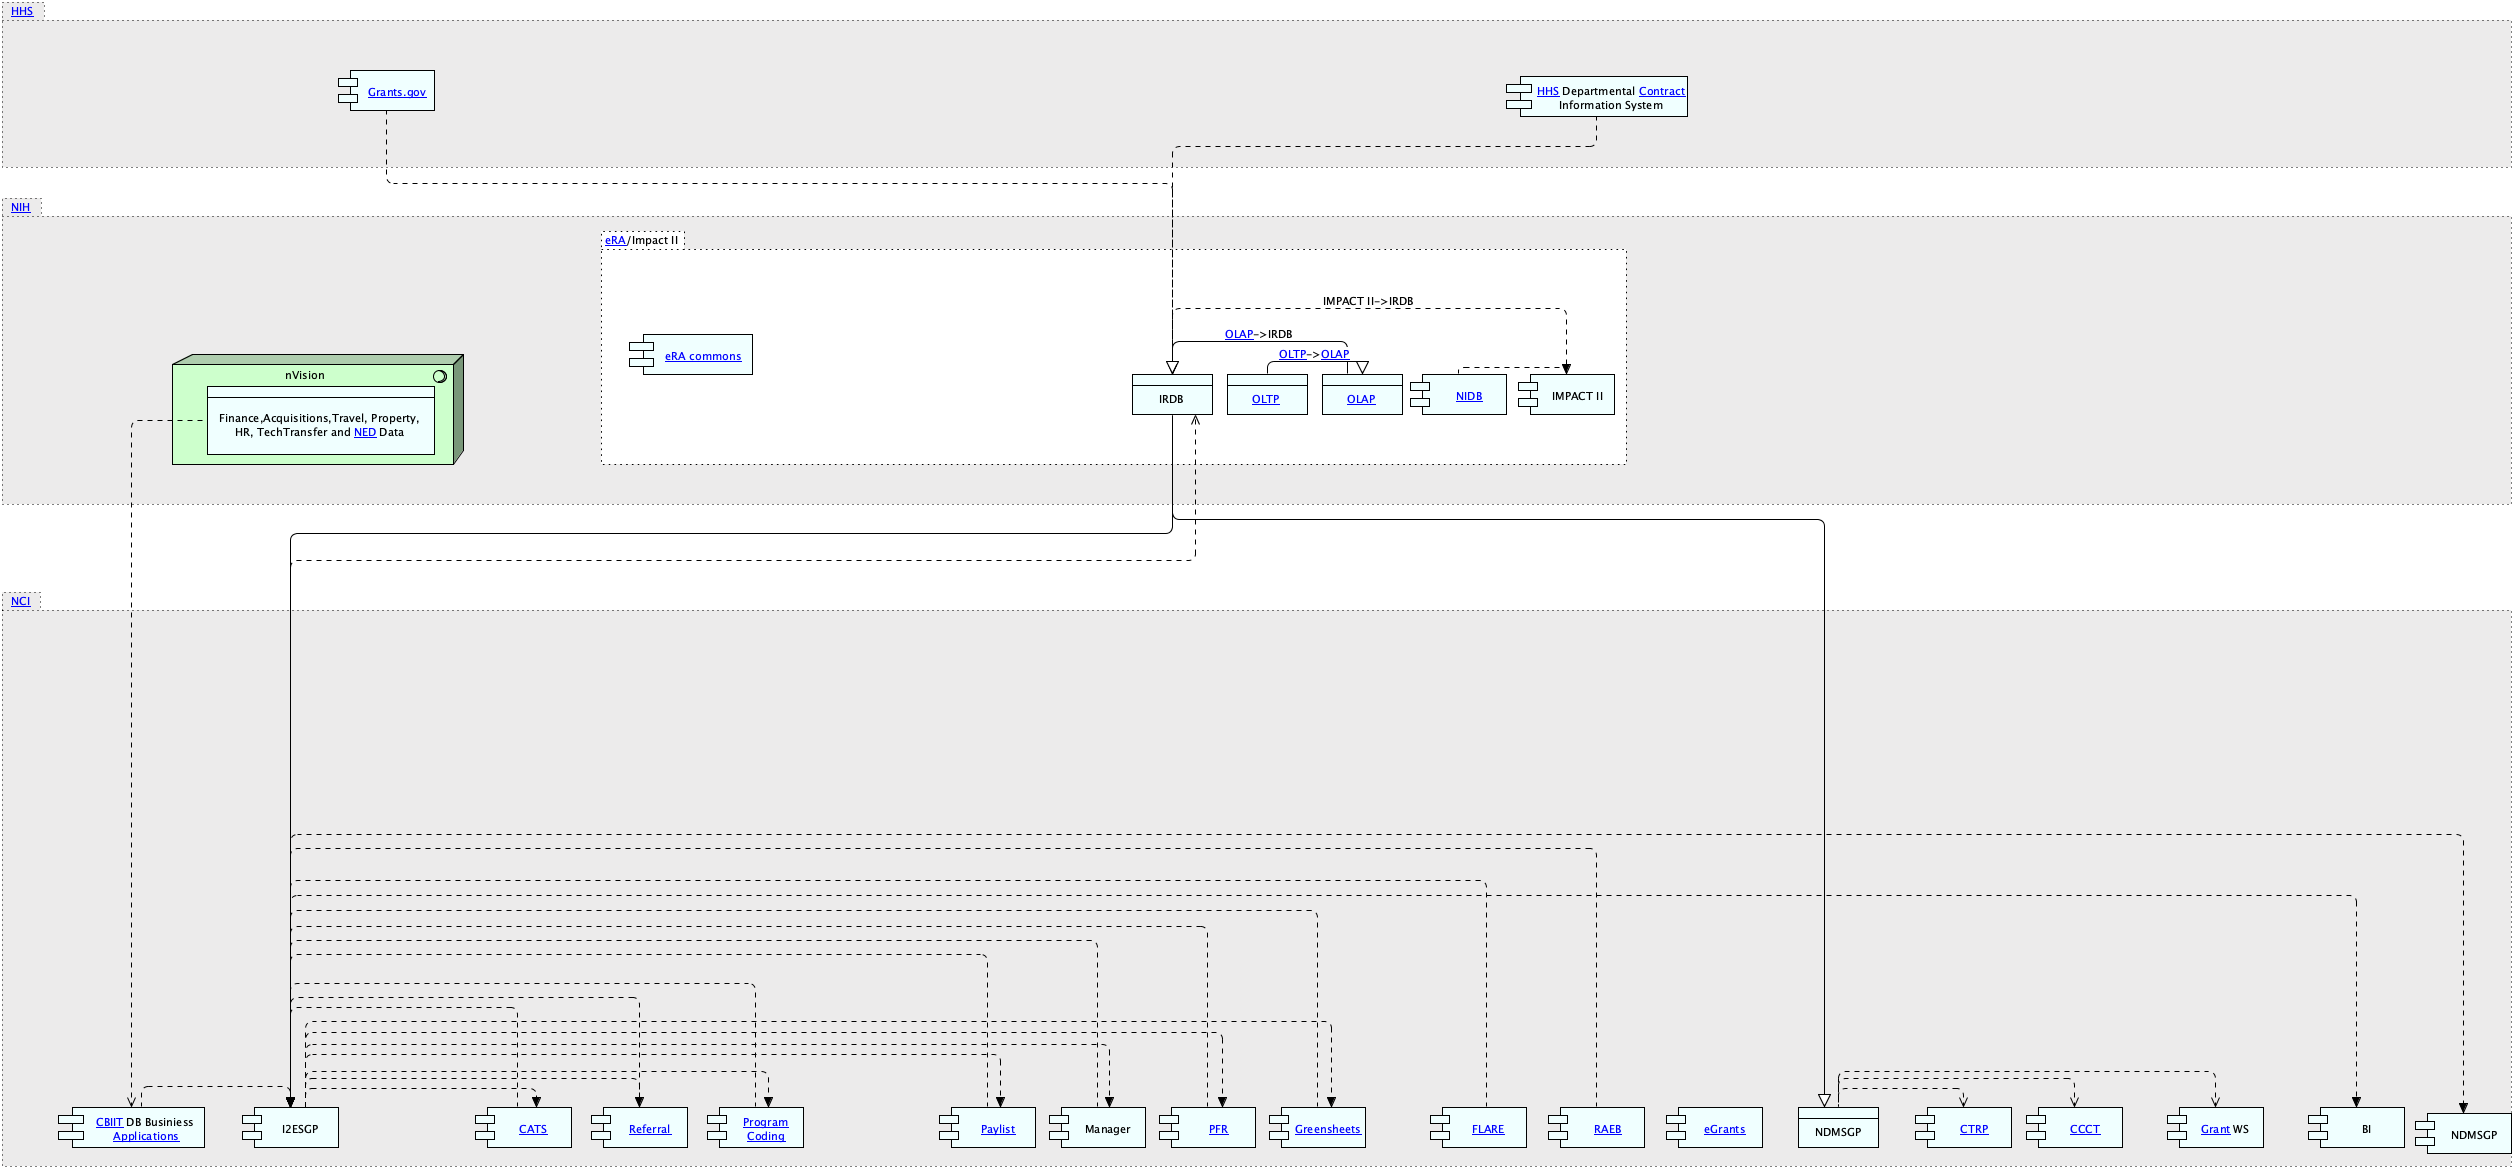 HHS
Grants.gov
HHS Departmental Contract
Information System
NIH
eRA/Impact II
IMPACT II->IRDB
OLAP->IRDB
OLTP->OLAP
eRA commons
nVision
Finance,Acquisitions,Travel, Property,
HR, TechTransfer and NED Data
IRDB
OLTP
OLAP
NIDB
IMPACT II
NCI
CBIIT DB Businiess
Applications
I2ESGP
CATS
Referral
Program
Coding
Paylist
Manager
PFR
Greensheets
FLARE
RAEB
eGrants
NDMSGP
CTRP
CCCT
Grant WS
BI
NDMSGP